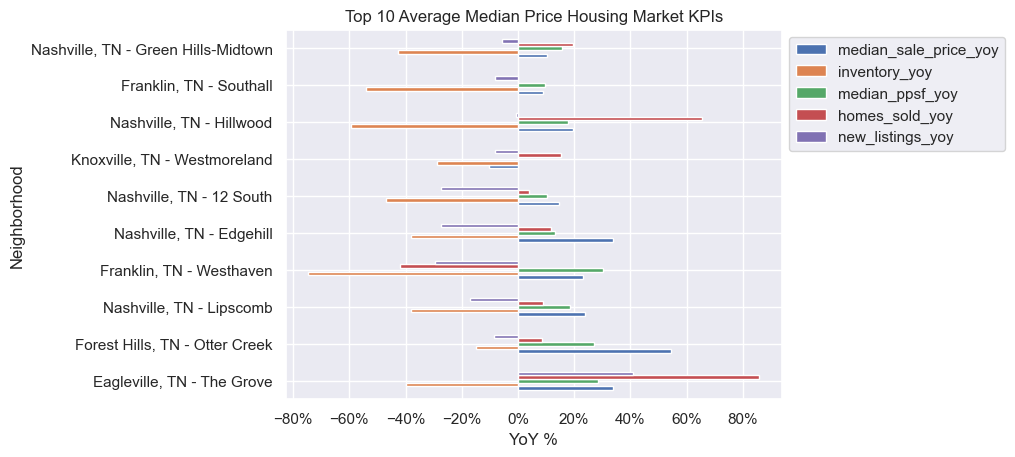 Top 10 Average Median Price Housing Market KPIs
Neighborhood
Nashville, TN - Green Hills-Midtown
Franklin, TN - Southall
Nashville, TN - Hillwood
Knoxville, TN - Westmoreland
Nashville, TN - 12 South
Nashville, TN - Edgehill
Franklin, TN - Westhaven
Nashville, TN - Lipscomb
Forest Hills, TN - Otter Creek
Eagleville, TN - The Grove
−80% −60% −40% −20% 0% 20% 40% 60% 80%
YoY %
median_sale_price_yoy
inventory_yoy
median_ppsf_yoy
homes_sold_yoy
new_listings_yoy